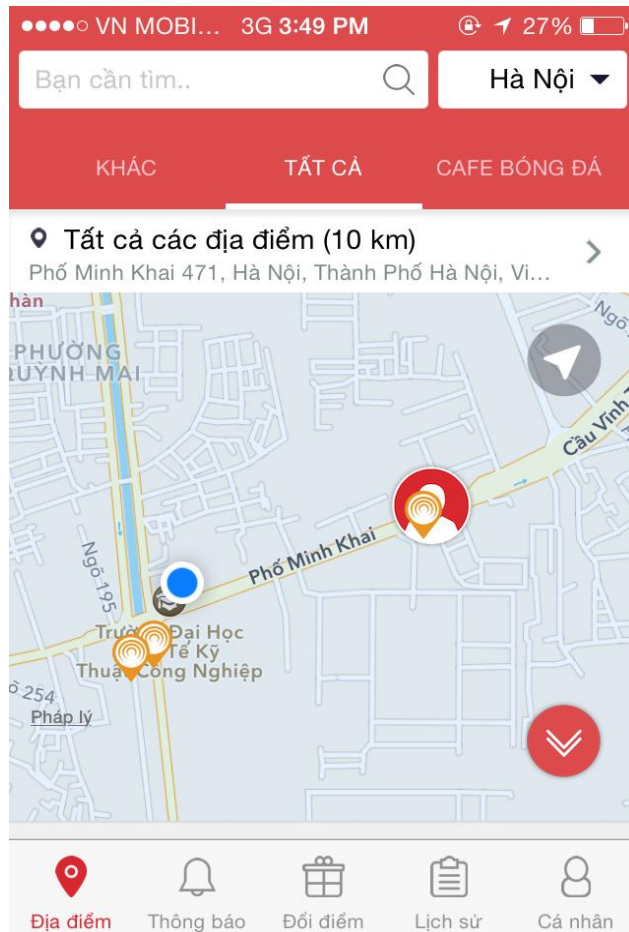 VN MOBI... 3G 3:49 PM 27%
Bạn cần tìm.. Hà Nội
KHÁC TẤT CẢ CAFE BÓNG ĐÁ
Tất cả các địa điểm (10 km)
Phố Minh Khai 471, Hà Nội, Thành Phố Hà Nội, Vi...
hàn
Ngõ
PHƯỜNG
QUỲNH MAI
Cầu Vĩnh
Phố Minh Khai
Ngõ 195
Đại Học
Tế Kỹ
Công Nghiệp
254
Pháp lý
Địa điểm Thông báo Đổi điểm Lịch sử Cá nhân